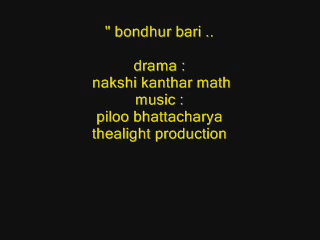 " bondhur bari ..
drama :
nakshi kanthar math
music :
piloo bhattacharya
thealight production